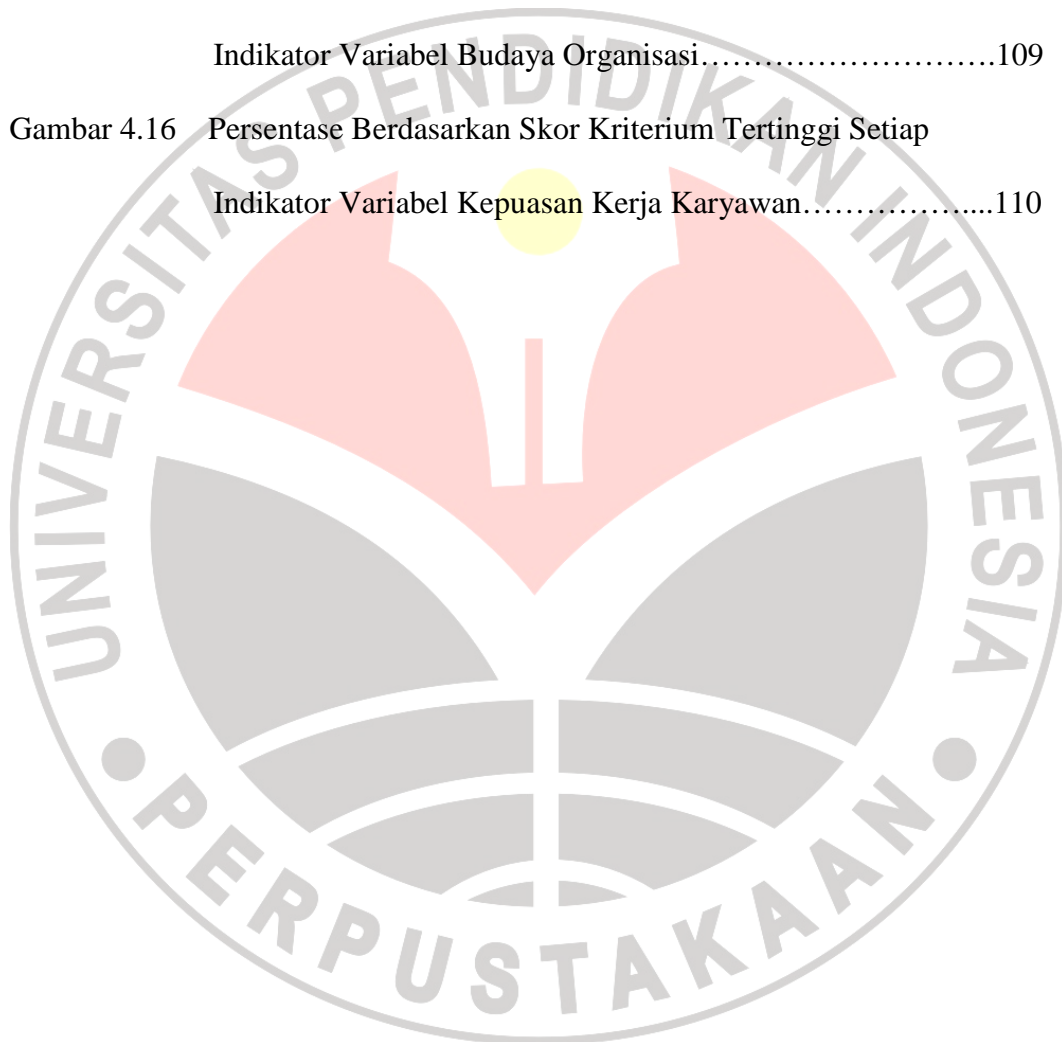 Indikator Variabel Budaya Organisasi……………………….109
Gambar 4.16 Persentase Berdasarkan Skor Kriterium Tertinggi Setiap
Indikator Variabel Kepuasan Kerja Karyawan……………....110
UNIVERSITAS PENDIDIKAN INDONESIA
PERPUSTAKAAN